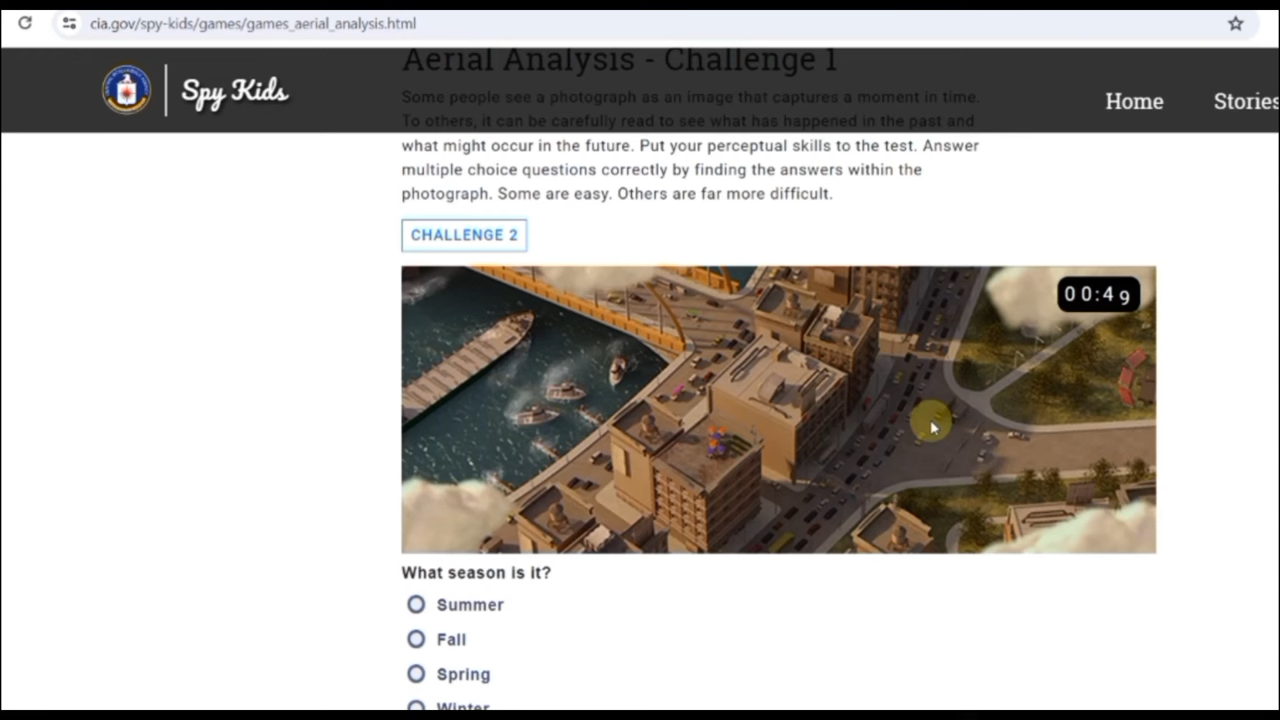 cia.gov/spy-kids/games/games_aerial_analysis.html
Aerial Analysis - Challenge 1
Spy Kids
Home
Stories
Some people see a photograph as an image that captures a moment in time.
To others, it can be carefully read to see what has happened in the past and
what might occur in the future. Put your perceptual skills to the test. Answer
multiple choice questions correctly by finding the answers within the
photograph. Some are easy. Others are far more difficult.
CHALLENGE 2
00:49
What season is it?
Summer
Fall
Spring
Winter